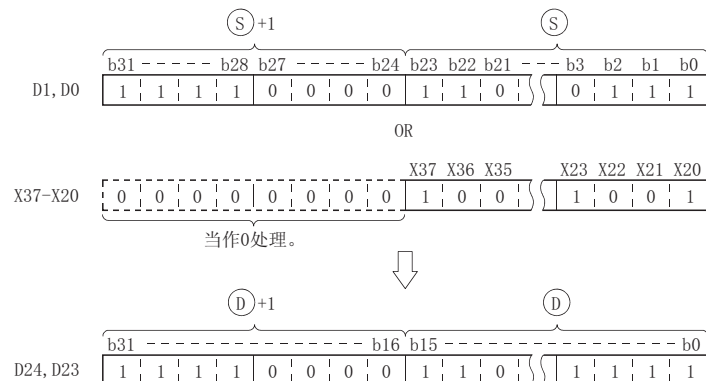 Ⓢ+1 Ⓢ
b31 b28 b27 b24 b23 b22 b21 b3 b2 b1 b0
D1,D0 1 1 1 1 0 0 0 0 1 1 0 0 1 1 1
OR
X37 X36 X35 X23 X22 X21 X20
X37-X20 0 0 0 0 0 0 0 0 1 0 0 1 0 0 1
当作0处理。
Ⓓ+1 Ⓓ
b31 b16 b15 b0
D24,D23 1 1 1 1 0 0 0 0 1 1 0 1 1 1 1